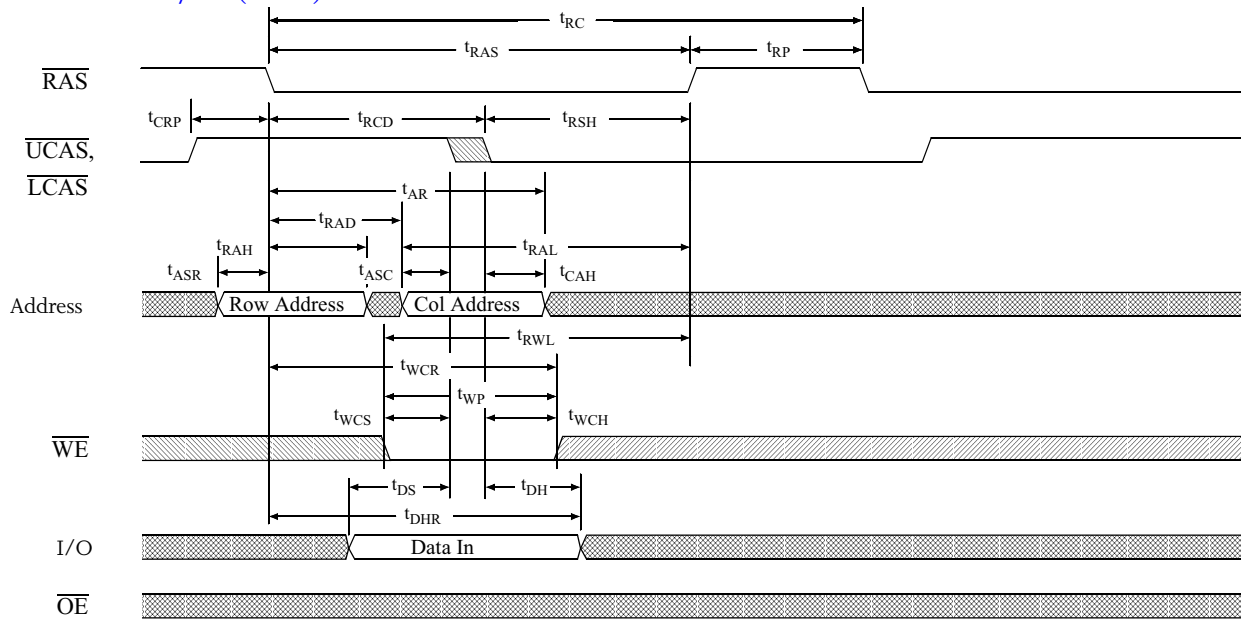 tRC
tRAS
tRP
RAS
tCRP
tRCD
tRSH
UCAS,
LCAS
tAR
tRAD
tRAH
tRAL
tASR
tASC
tCAH
Address
Row Address
Col Address
tRWL
tWCR
tWP
tWCS
tWCH
WE
tDS
tDH
tDHR
I/O
Data In
OE